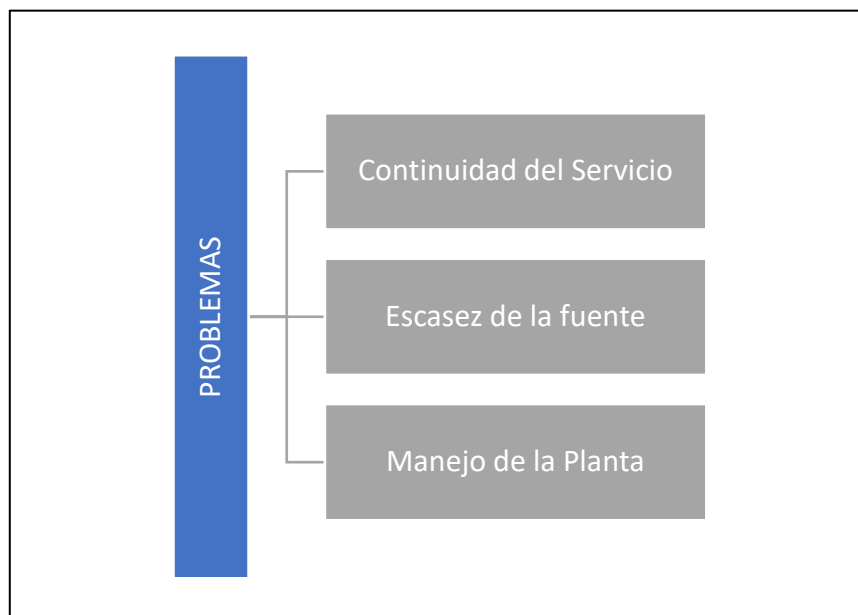 PROBLEMAS
Continuidad del Servicio
Escasez de la fuente
Manejo de la Planta